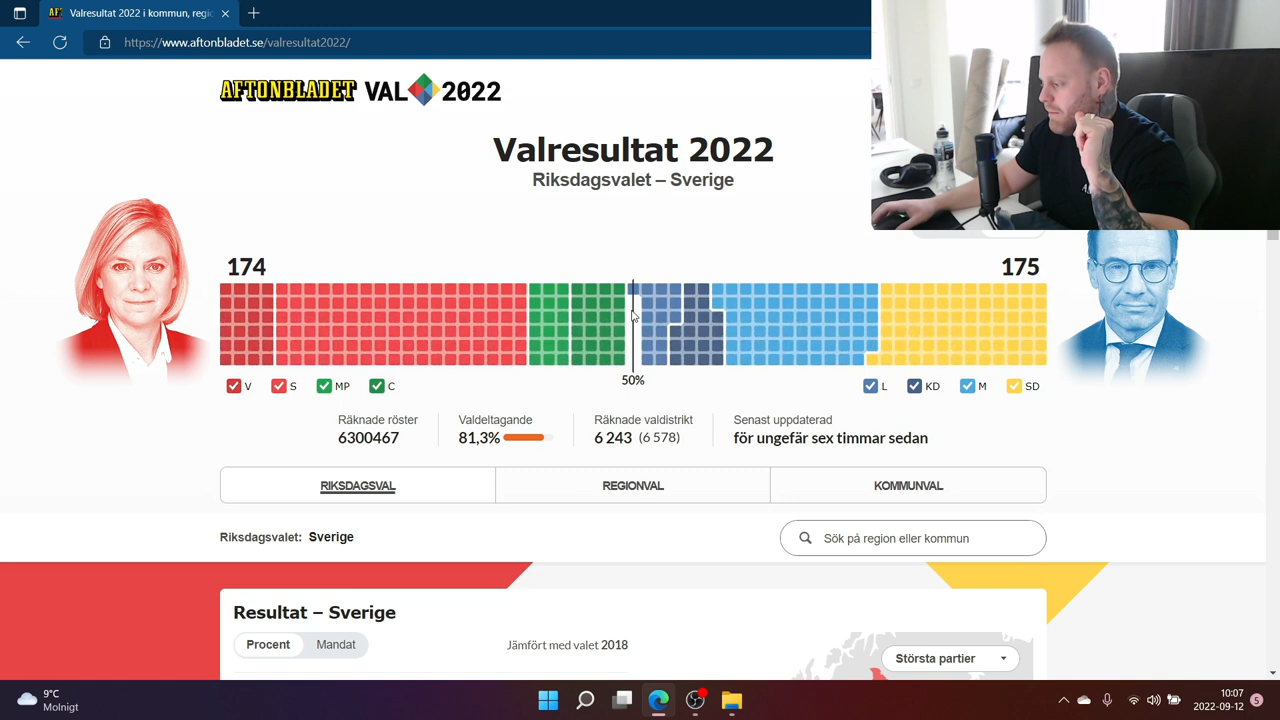 Valresultat 2022 i kommun, regio
https://www.aftonbladet.se/valresultat2022/
AFTONBLADET VAL 2022
Valresultat 2022
Riksdagsvalet – Sverige
174
175
50%
V S MP C L KD M SD
Räknade röster
6300467
Valdeltagande
81,3%
Räknade valdistrikt
6 243 (6 578)
Senast uppdaterad
för ungefär sex timmar sedan
RIKSDAGSVAL
REGIONVAL
KOMMUNVAL
Riksdagsvalet: Sverige
Sök på region eller kommun
Resultat – Sverige
Procent Mandat
Jämfört med valet 2018
Största partier
9°C
Molnigt
10:07
2022-09-12
5